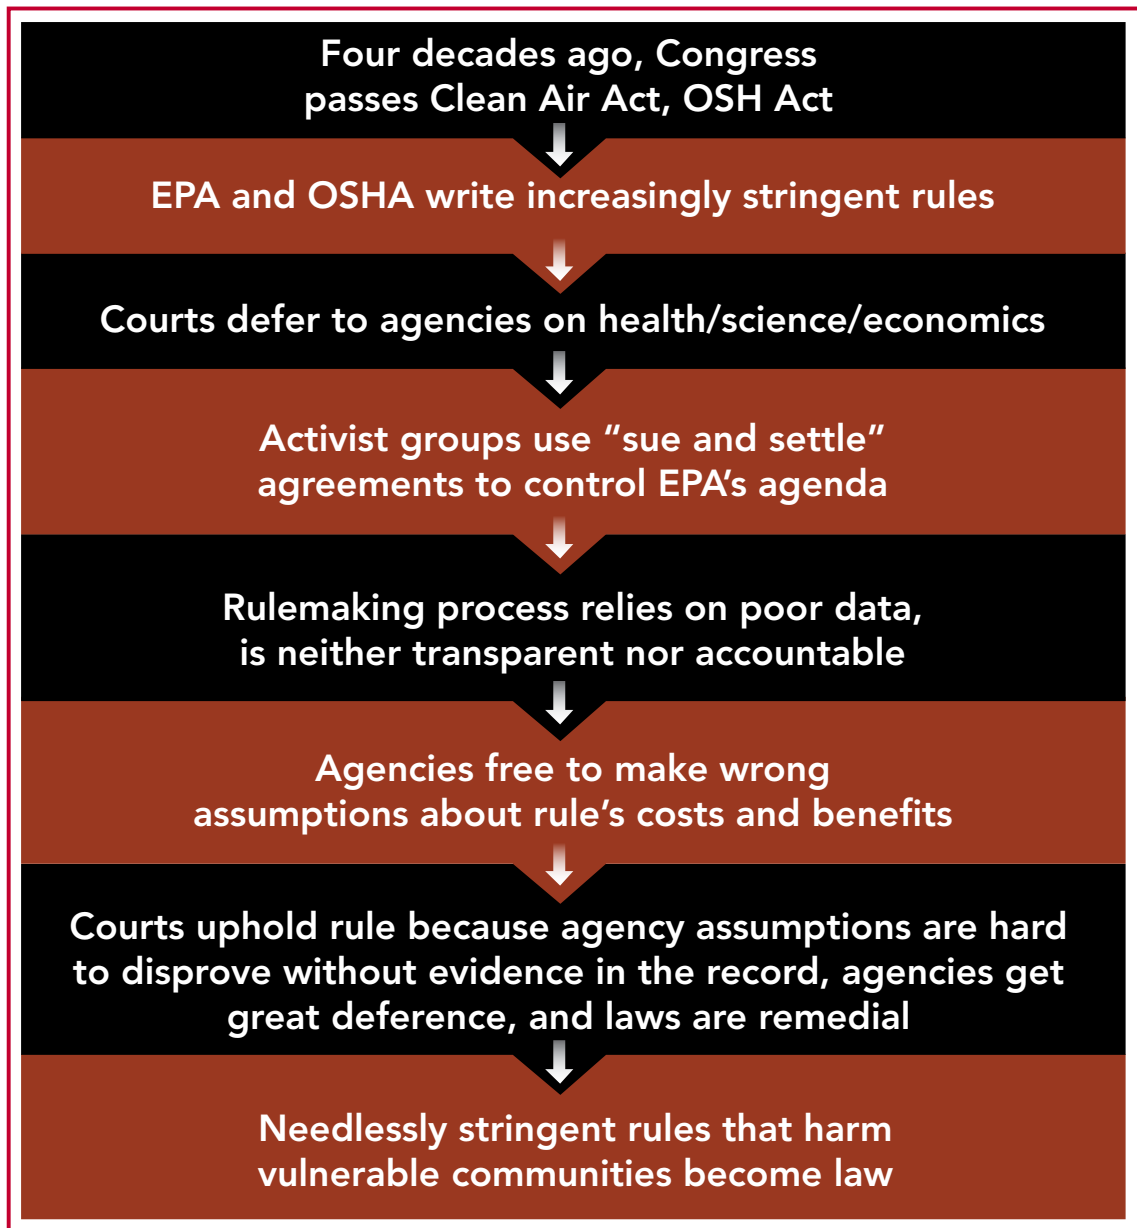 Four decades ago, Congress
passes Clean Air Act, OSH Act
EPA and OSHA write increasingly stringent rules
Courts defer to agencies on health/science/economics
Activist groups use “sue and settle”
agreements to control EPA’s agenda
Rulemaking process relies on poor data,
is neither transparent nor accountable
Agencies free to make wrong
assumptions about rule’s costs and benefits
Courts uphold rule because agency assumptions are hard
to disprove without evidence in the record, agencies get
great deference, and laws are remedial
Needlessly stringent rules that harm
vulnerable communities become law